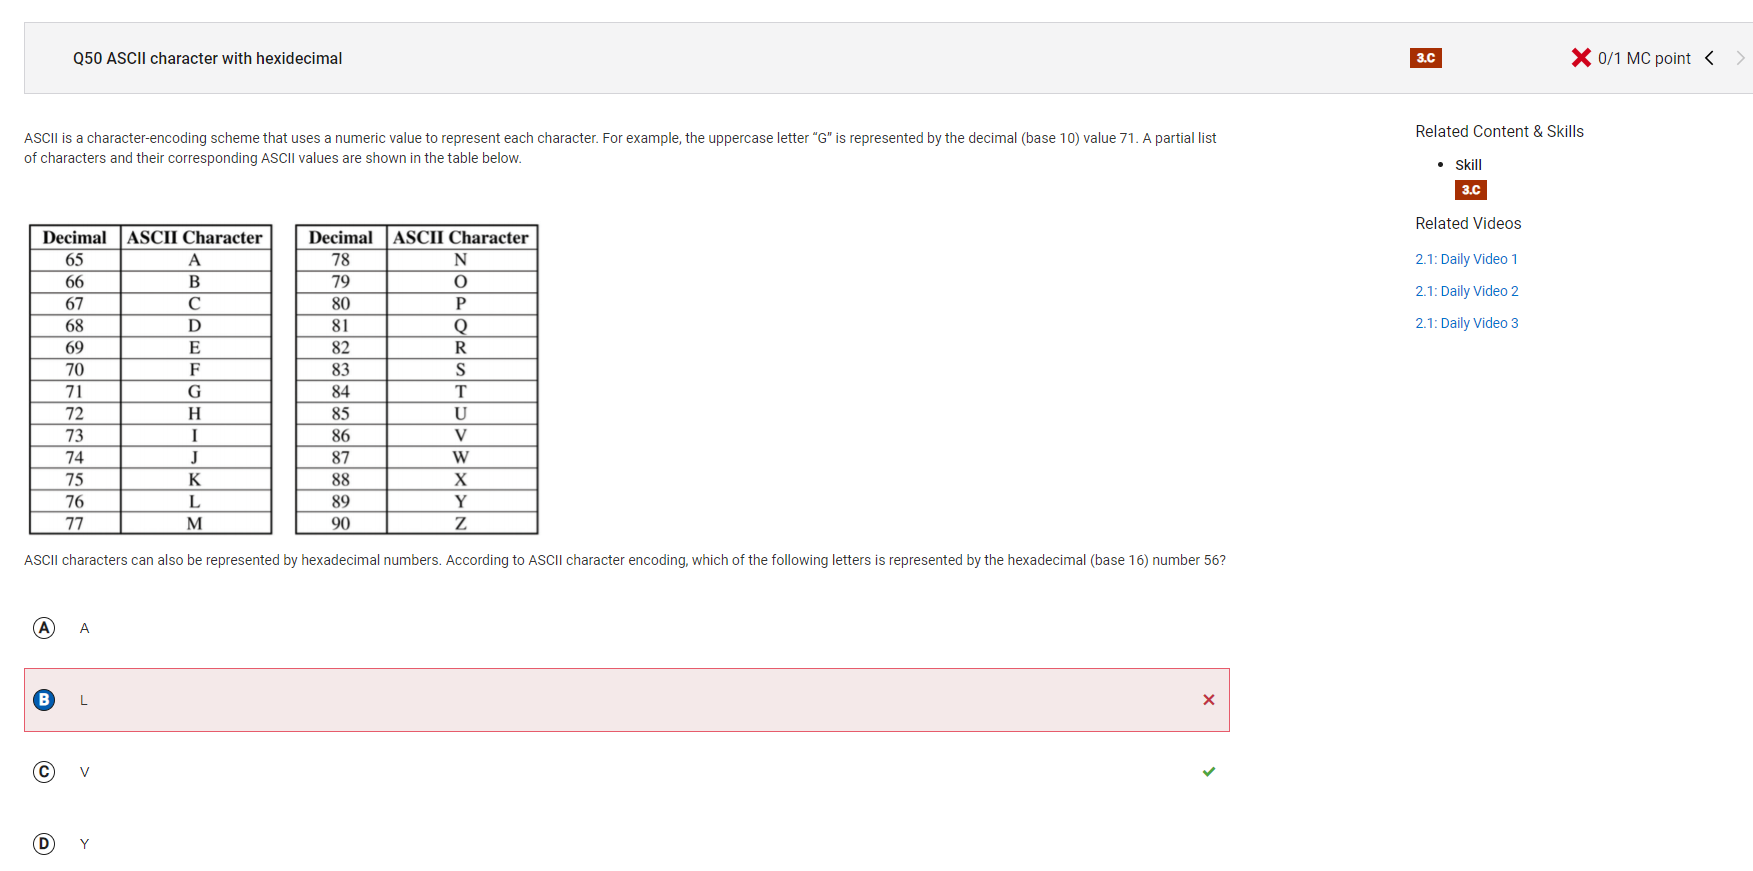 Q50 ASCII character with hexidecimal
3.C
0/1 MC point
ASCII is a character-encoding scheme that uses a numeric value to represent each character. For example, the uppercase letter “G” is represented by the decimal (base 10) value 71. A partial list
of characters and their corresponding ASCII values are shown in the table below.
Decimal ASCII Character
65 A
66 B
67 C
68 D
69 E
70 F
71 G
72 H
73 I
74 J
75 K
76 L
77 M
Decimal ASCII Character
78 N
79 O
80 P
81 Q
82 R
83 S
84 T
85 U
86 V
87 W
88 X
89 Y
90 Z
ASCII characters can also be represented by hexadecimal numbers. According to ASCII character encoding, which of the following letters is represented by the hexadecimal (base 16) number 56?
A A
B L
C V
D Y
Related Content & Skills
Skill
3.C
Related Videos
2.1: Daily Video 1
2.1: Daily Video 2
2.1: Daily Video 3